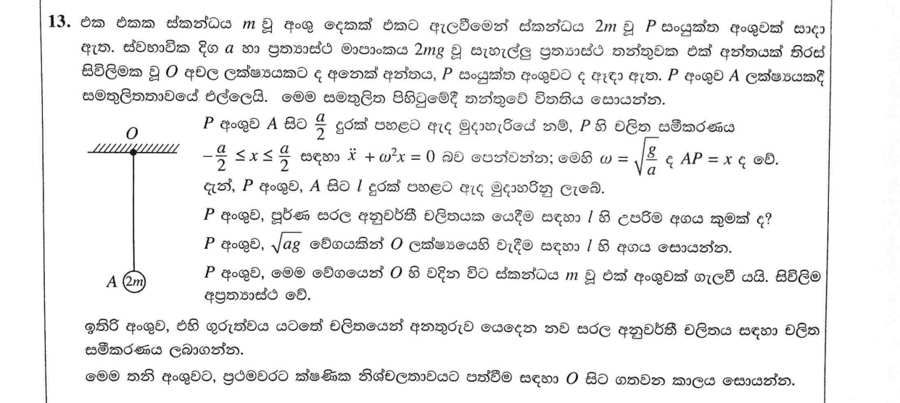 13. එක එකක ස්කන්ධය m වූ අංශු දෙකක් එකට ඇලවීමෙන් ස්කන්ධය 2m වූ P සංයුක්ත අංශුවක් සාදා
ඇත. ස්වභාවික දිග a හා ප්‍රත්‍යාස්ථ මාපාංකය 2mg වූ සැහැල්ලු ප්‍රත්‍යාස්ථ තන්තුවක එක් අන්තයක් තිරස්
සිවිලිමක වූ O අචල ලක්ෂ්‍යයකට ද අනෙක් අන්තය, P සංයුක්ත අංශුවට ද ඈඳා ඇත. P අංශුව A ලක්ෂ්‍යයකදී
සමතුලිතතාවයේ එල්ලෙයි. මෙම සමතුලිත පිහිටුමේදී තන්තුවේ විතතිය සොයන්න.
P අංශුව A සිට a/2 දුරක් පහළට ඇද මුදාහැරියේ නම්, P හි චලිත සමීකරණය
−a/2 ≤ x ≤ a/2 සඳහා ẍ + ω²x = 0 බව පෙන්වන්න; මෙහි ω = √(g/a) ද AP = x ද වේ.
දැන්, P අංශුව, A සිට l දුරක් පහළට ඇද මුදාහරිනු ලැබේ.
P අංශුව, පූර්ණ සරල අනුවර්තී චලිතයක යෙදීම සඳහා l හි උපරිම අගය කුමක් ද?
P අංශුව, √ag වේගයකින් O ලක්ෂ්‍යයෙහි වැදීම සඳහා l හි අගය සොයන්න.
P අංශුව, මෙම වේගයෙන් O හි වදින විට ස්කන්ධය m වූ එක් අංශුවක් ගැලවී යයි. සිවිලිම
අප්‍රත්‍යාස්ථ වේ.
O
A 2m
ඉතිරි අංශුව, එහි ගුරුත්වය යටතේ චලිතයෙන් අනතුරුව යෙදෙන නව සරල අනුවර්තී චලිතය සඳහා චලිත
සමීකරණය ලබාගන්න.
මෙම තනි අංශුවට, ප්‍රථමවරට ක්ෂණික නිශ්චලතාවයට පත්වීම සඳහා O සිට ගතවන කාලය සොයන්න.